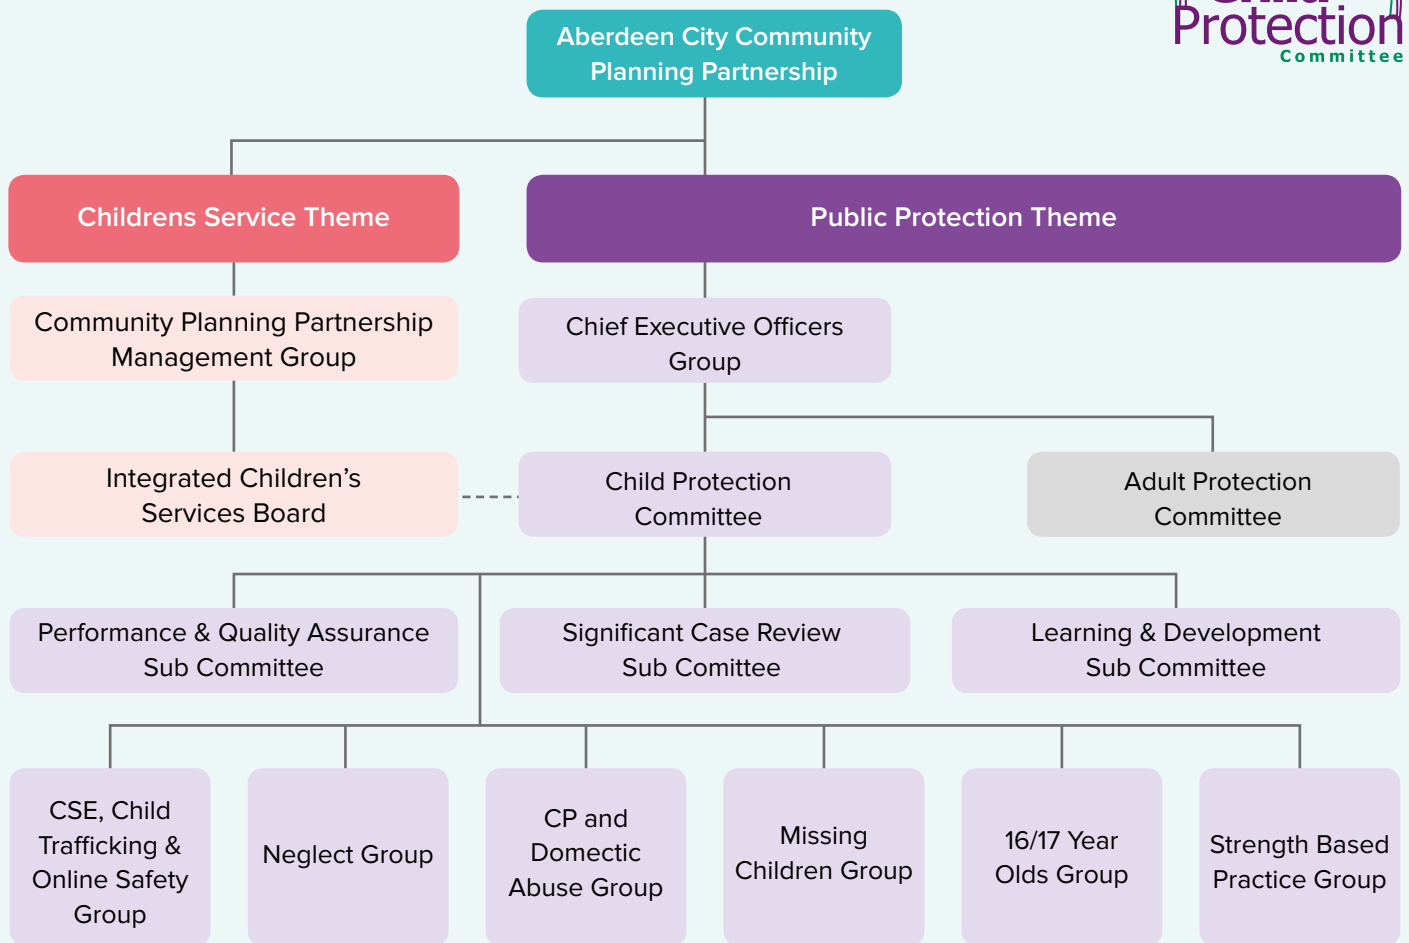 Child
Protection
Committee
Aberdeen City Community
Planning Partnership
Childrens Service Theme
Public Protection Theme
Community Planning Partnership
Management Group
Chief Executive Officers
Group
Integrated Children’s
Services Board
Child Protection
Committee
Adult Protection
Committee
Performance & Quality Assurance
Sub Committee
Significant Case Review
Sub Comittee
Learning & Development
Sub Committee
CSE, Child
Trafficking &
Online Safety
Group
Neglect Group
CP and
Domectic
Abuse Group
Missing
Children Group
16/17 Year
Olds Group
Strength Based
Practice Group